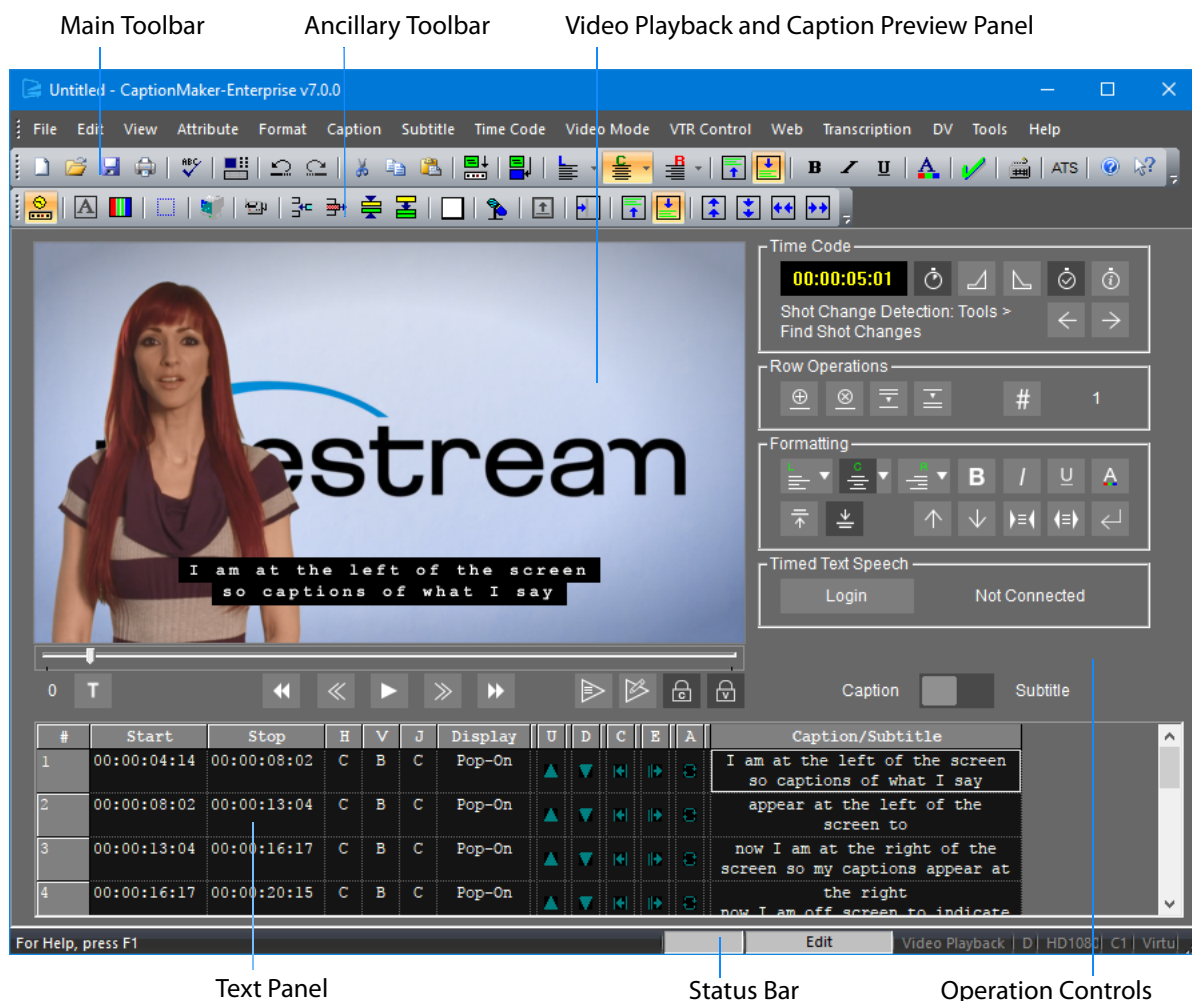 Main Toolbar Ancillary Toolbar Video Playback and Caption Preview Panel
Untitled - CaptionMaker-Enterprise v7.0.0
File Edit View Attribute Format Caption Subtitle Time Code Video Mode VTR Control Web Transcription DV Tools Help
ABC L C R B I U A ATS
A
Time Code
00:00:05:01
Shot Change Detection: Tools >
Find Shot Changes
Row Operations
# 1
Formatting
L C R B I U A
estream
I am at the left of the screen
so captions of what I say
Timed Text Speech
Login Not Connected
0 T C V Caption Subtitle
# Start Stop H V J Display U D C E A Caption/Subtitle
1 00:00:04:14 00:00:08:02 C B C Pop-On I am at the left of the screen
so captions of what I say
2 00:00:08:02 00:00:13:04 C B C Pop-On appear at the left of the
screen to
3 00:00:13:04 00:00:16:17 C B C Pop-On now I am at the right of the
screen so my captions appear at
4 00:00:16:17 00:00:20:15 C B C Pop-On the right
now I am off screen to indicate
For Help, press F1 Edit Video Playback D HD1080 C1 Virtu
Text Panel Status Bar Operation Controls